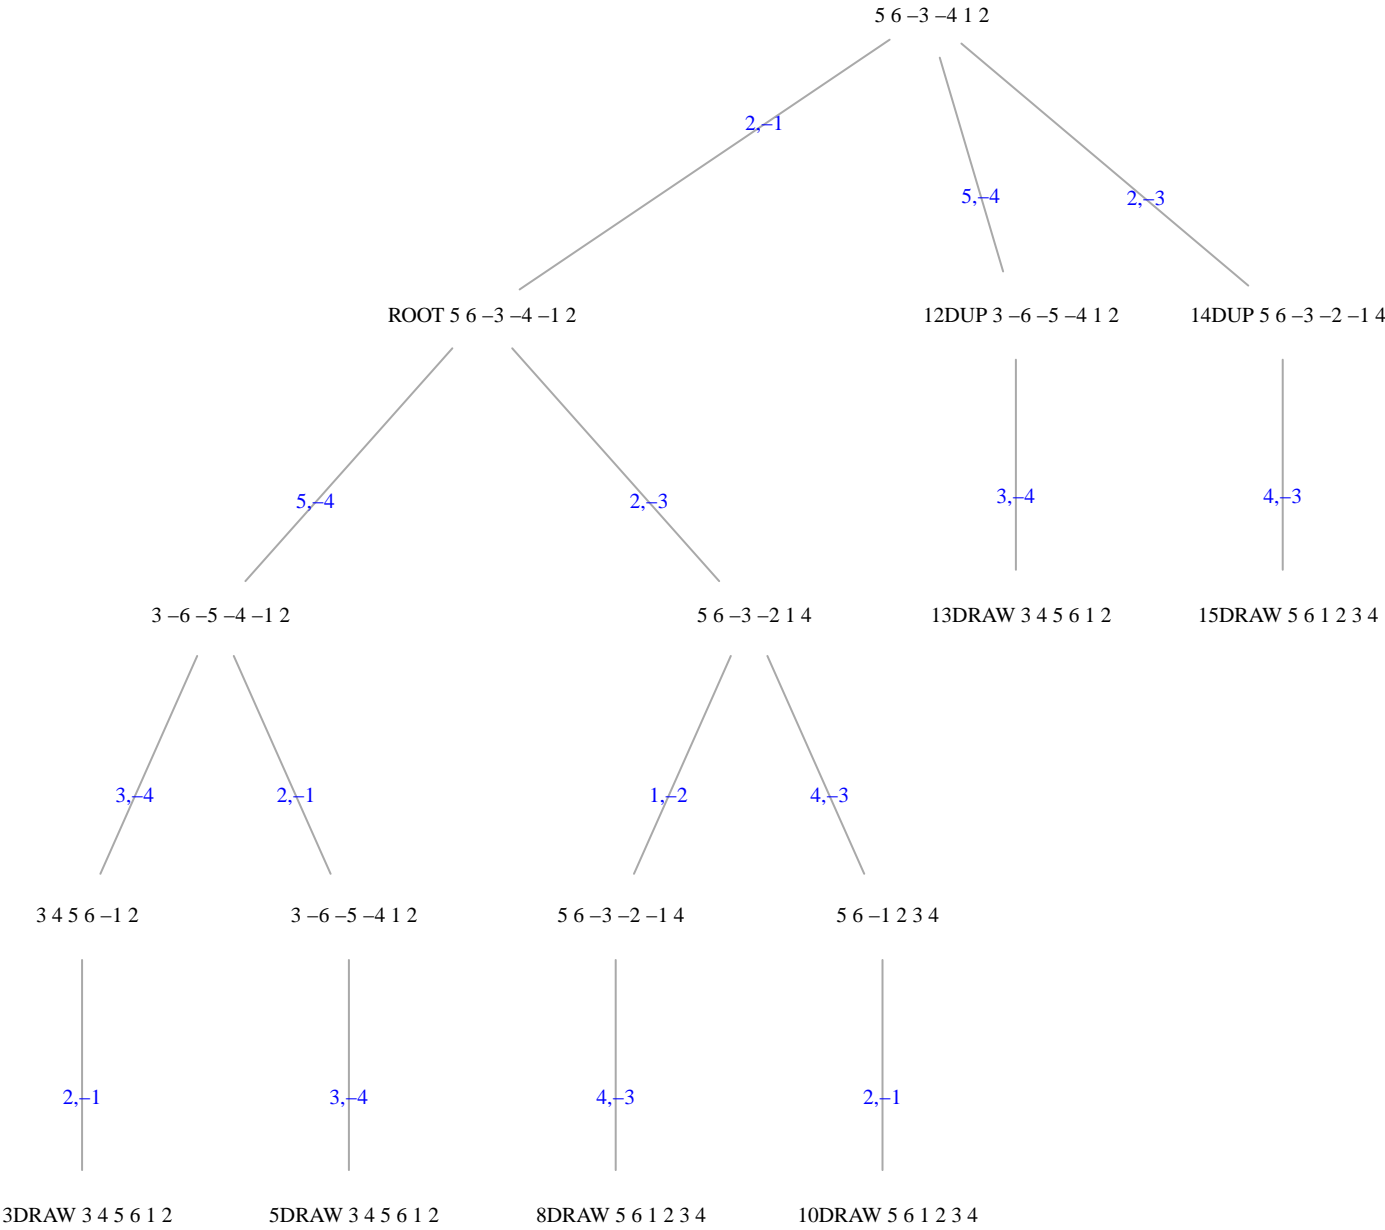 5 6 –3 –4 1 2
2,–1
5,–4
2,–3
ROOT 5 6 –3 –4 –1 2
12DUP 3 –6 –5 –4 1 2
14DUP 5 6 –3 –2 –1 4
5,–4
2,–3
3,–4
4,–3
3 –6 –5 –4 –1 2
5 6 –3 –2 1 4
13DRAW 3 4 5 6 1 2
15DRAW 5 6 1 2 3 4
3,–4
2,–1
1,–2
4,–3
3 4 5 6 –1 2
3 –6 –5 –4 1 2
5 6 –3 –2 –1 4
5 6 –1 2 3 4
2,–1
3,–4
4,–3
2,–1
3DRAW 3 4 5 6 1 2
5DRAW 3 4 5 6 1 2
8DRAW 5 6 1 2 3 4
10DRAW 5 6 1 2 3 4